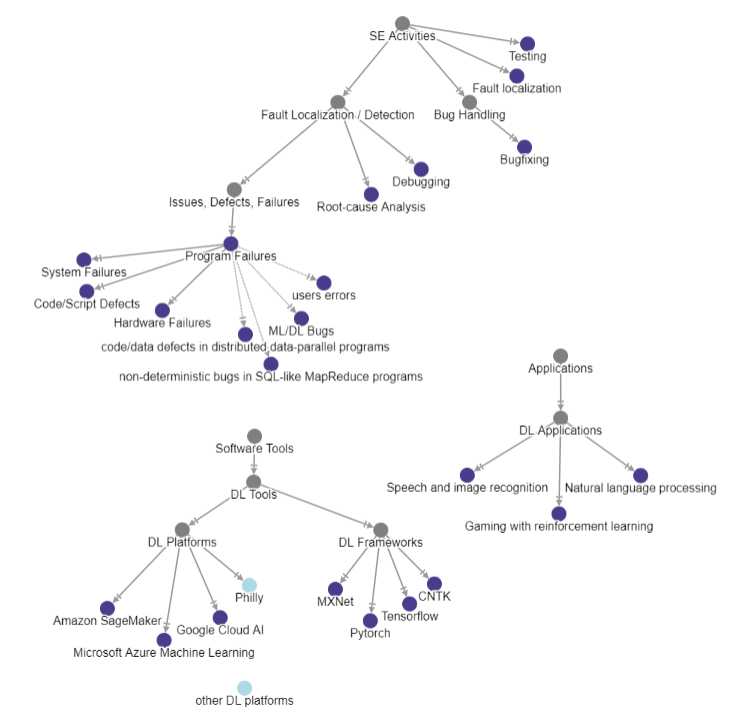 SE Activities
Testing
Fault localization
Fault Localization / Detection
Bug Handling
Bugfixing
Debugging
Issues, Defects, Failures
Root-cause Analysis
Program Failures
System Failures
users errors
Code/Script Defects
Hardware Failures
ML/DL Bugs
code/data defects in distributed data-parallel programs
non-deterministic bugs in SQL-like MapReduce programs
Applications
DL Applications
Speech and image recognition
Natural language processing
Gaming with reinforcement learning
Software Tools
DL Tools
DL Platforms
DL Frameworks
Philly
MXNet
CNTK
Amazon SageMaker
Google Cloud AI
Tensorflow
Pytorch
Microsoft Azure Machine Learning
other DL platforms